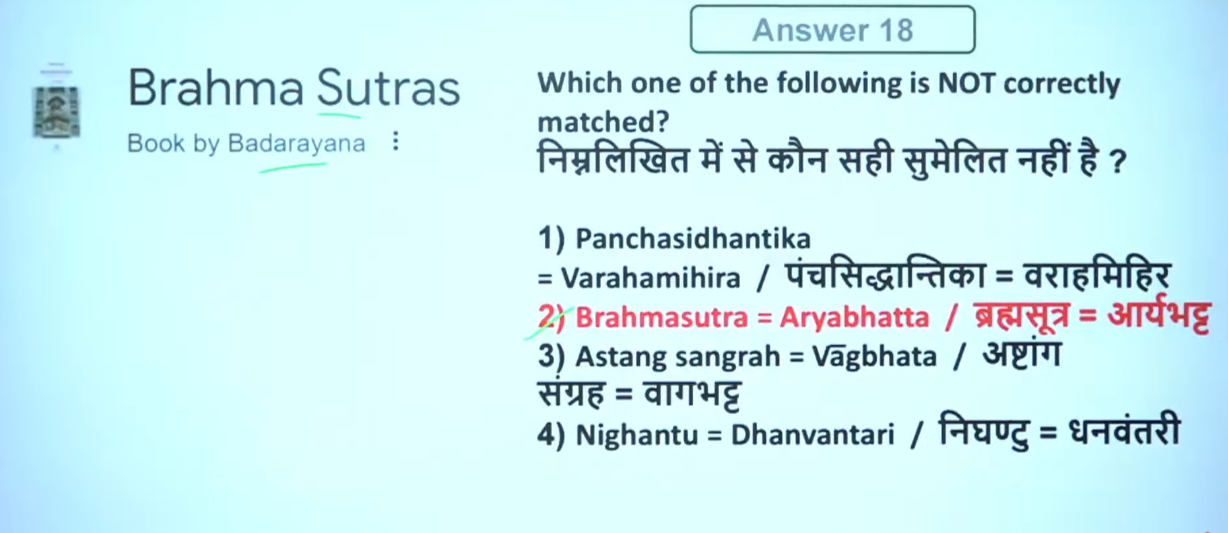 Answer 18
Brahma Sutras
Book by Badarayana
Which one of the following is NOT correctly
matched?
निम्नलिखित में से कौन सही सुमेलित नहीं है ?
1) Panchasidhantika
= Varahamihira / पंचसिद्धान्तिका = वराहमिहिर
2) Brahmasutra = Aryabhatta / ब्रह्मसूत्र = आर्यभट्ट
3) Astang sangrah = Vāgbhata / अष्टांग
संग्रह = वागभट्ट
4) Nighantu = Dhanvantari / निघण्टु = धनवंतरी